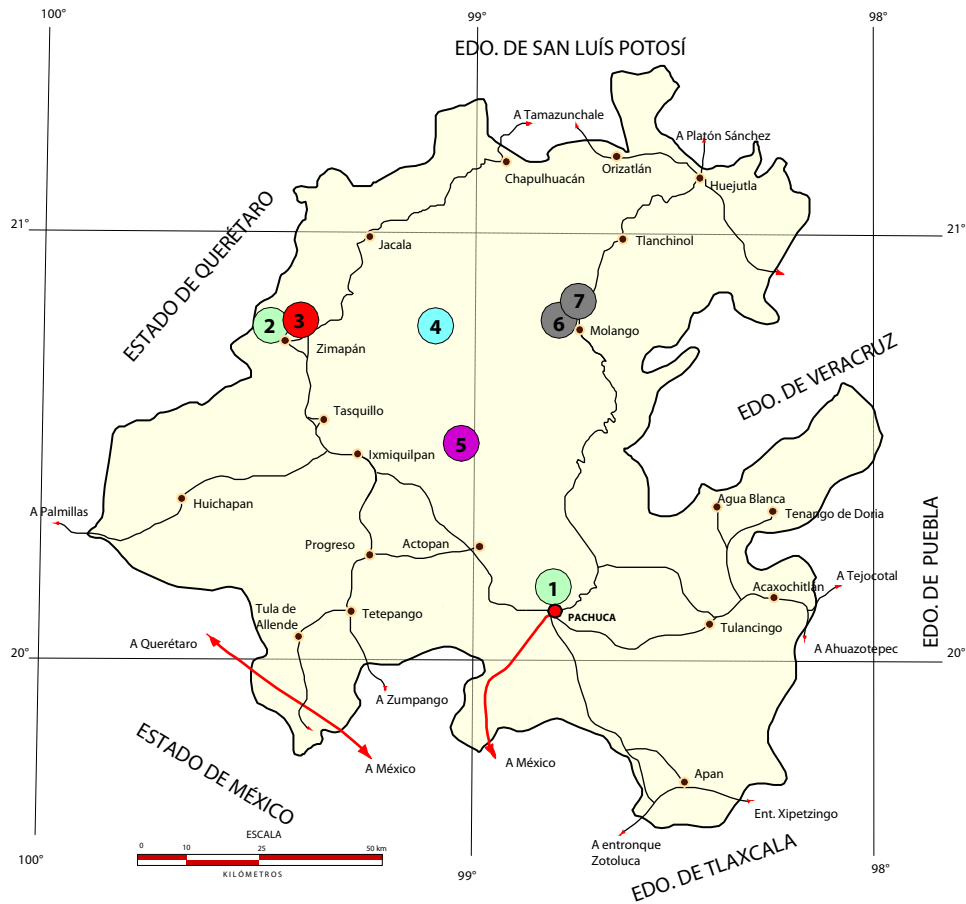 100°
99°
98°
EDO. DE SAN LUÍS POTOSÍ
A Tamazunchale
A Platón Sánchez
Orizatlán
Chapulhuacán
Huejutla
ESTADO DE QUERÉTARO
21°
21°
Jacala
Tlanchinol
7
2
3
4
6
Molango
Zimapán
EDO. DE VERACRUZ
Tasquillo
5
Ixmiquilpan
Huichapan
Agua Blanca
A Palmillas
Tenango de Doria
EDO. DE PUEBLA
Progreso
Actopan
A Tejocotal
1
Acaxochitlán
Tula de
Allende
Tetepango
PACHUCA
Tulancingo
A Querétaro
A Ahuazotepec
20°
20°
A Zumpango
ESTADO DE MÉXICO
A México
A México
Apan
Ent. Xipetzingo
ESCALA
0
10
25
50 km
KILÓMETROS
A entronque
Zotoluca
EDO. DE TLAXCALA
100°
99°
98°